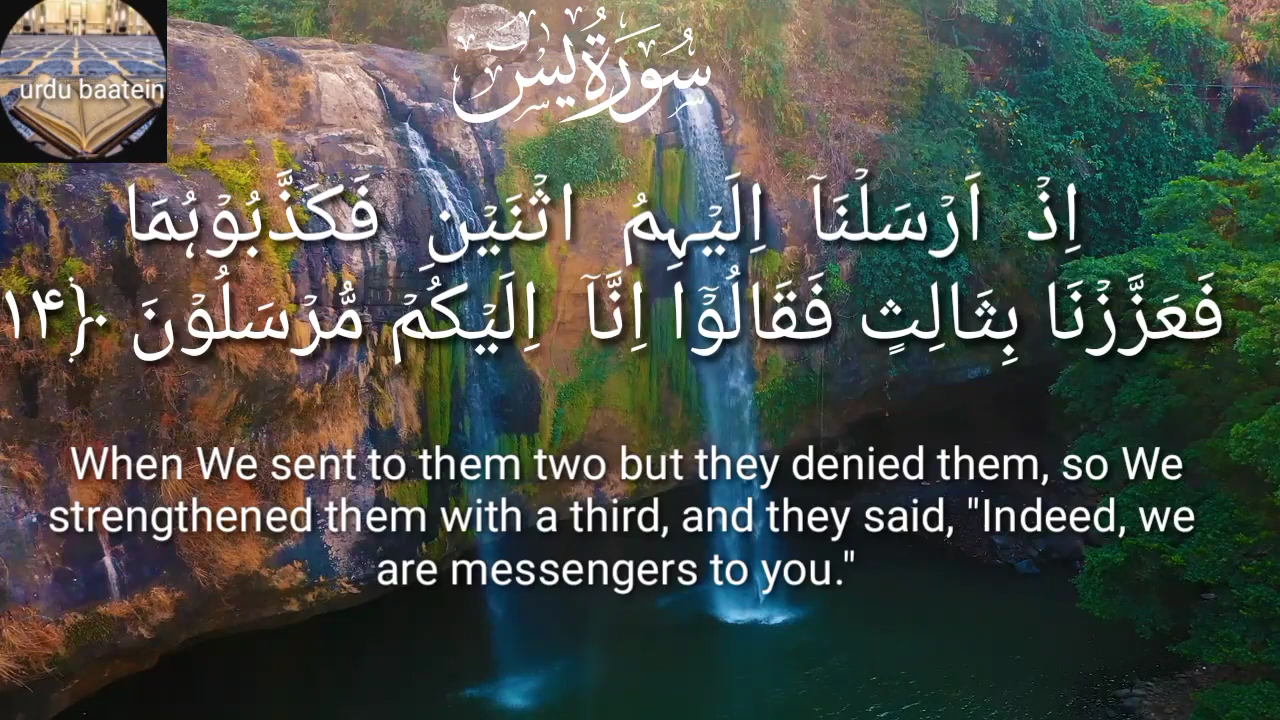 urdu baatein
سُوْرَةُ يٰسٓ
اِذۡ اَرۡسَلۡنَاۤ اِلَیۡہِمُ اثۡنَیۡنِ فَکَذَّبُوۡہُمَا
فَعَزَّزۡنَا بِثَالِثٍ فَقَالُوۡۤا اِنَّاۤ اِلَیۡکُمۡ مُّرۡسَلُوۡنَ ﴿۱۴
When We sent to them two but they denied them, so We
strengthened them with a third, and they said, "Indeed, we
are messengers to you."